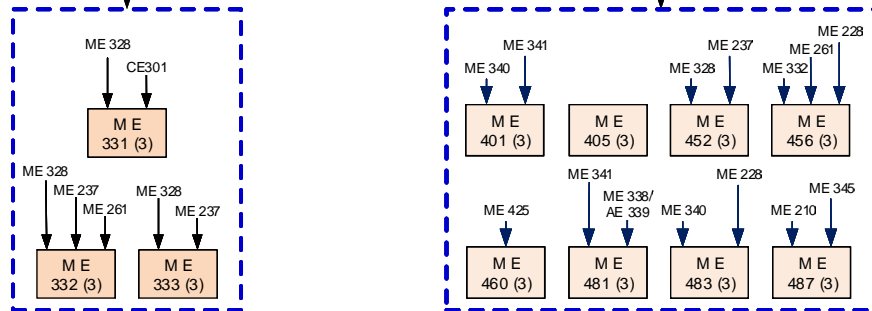 ME 328
CE301
M E
331 (3)
ME 328
ME 237
ME 261
ME 328
ME 237
M E
332 (3)
M E
333 (3)
ME 340
ME 341
ME 328
ME 237
ME 332
ME 261
ME 228
M E
401 (3)
M E
405 (3)
M E
452 (3)
M E
456 (3)
ME 425
ME 341
ME 338/
AE 339
ME 340
ME 228
ME 210
ME 345
M E
460 (3)
M E
481 (3)
M E
483 (3)
M E
487 (3)